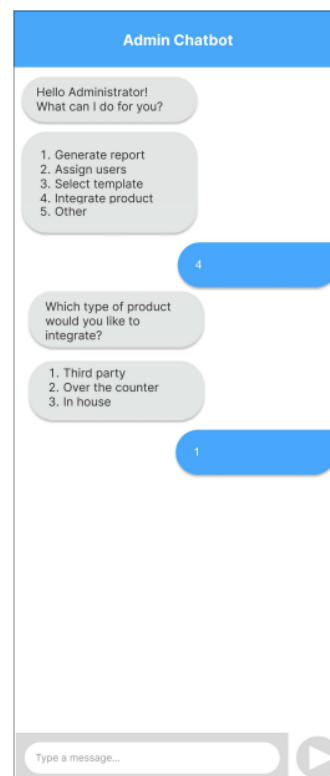 Admin Chatbot
Hello Administrator!
What can I do for you?
1. Generate report
2. Assign users
3. Select template
4. Integrate product
5. Other
4
Which type of product
would you like to
integrate?
1. Third party
2. Over the counter
3. In house
1
Type a message...